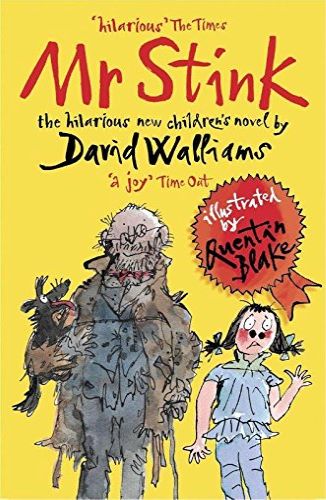 'hilarious' The Times
Mr Stink
the hilarious new children's novel by
David Walliams
'a joy' Time Out
illustrated
by
Quentin
Blake